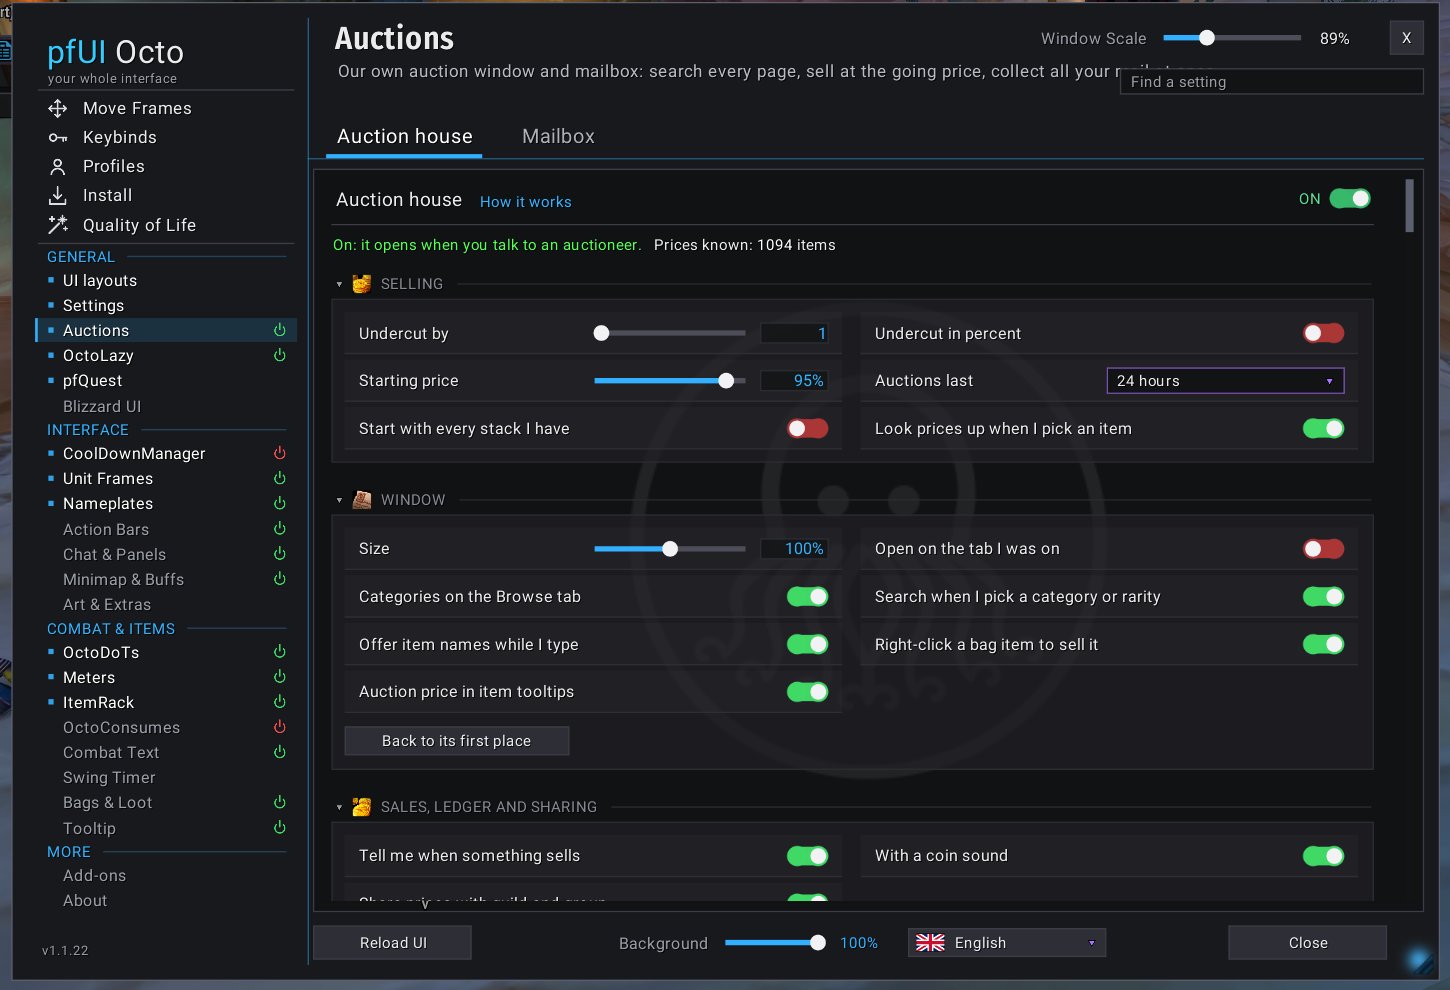 pfUI Octo
your whole interface
Move Frames
Keybinds
Profiles
Install
Quality of Life
GENERAL
UI layouts
Settings
Auctions
OctoLazy
pfQuest
Blizzard UI
INTERFACE
CoolDownManager
Unit Frames
Nameplates
Action Bars
Chat & Panels
Minimap & Buffs
Art & Extras
COMBAT & ITEMS
OctoDoTs
Meters
ItemRack
OctoConsumes
Combat Text
Swing Timer
Bags & Loot
Tooltip
MORE
Add-ons
About
v1.1.22
Auctions
Window Scale 89% X
Our own auction window and mailbox: search every page, sell at the going price, collect all your
Find a setting
Auction house Mailbox
Auction house How it works ON
On: it opens when you talk to an auctioneer. Prices known: 1094 items
SELLING
Undercut by 1 Undercut in percent
Starting price 95% Auctions last 24 hours
Start with every stack I have Look prices up when I pick an item
WINDOW
Size 100% Open on the tab I was on
Categories on the Browse tab Search when I pick a category or rarity
Offer item names while I type Right-click a bag item to sell it
Auction price in item tooltips
Back to its first place
SALES, LEDGER AND SHARING
Tell me when something sells With a coin sound
Reload UI Background 100% English Close